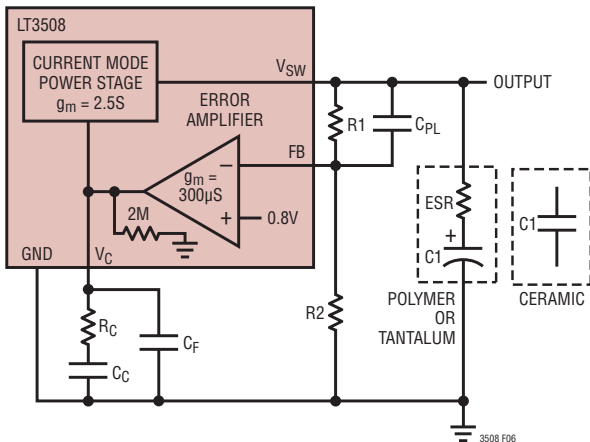 LT3508
CURRENT MODE
POWER STAGE
gm = 2.5S
VSW
OUTPUT
ERROR
AMPLIFIER
R1
CPL
FB
–
gm =
300µS
+
0.8V
2M
GND
VC
ESR
+
C1
C1
POLYMER
OR
TANTALUM
CERAMIC
RC
CF
R2
CC
3508 F06